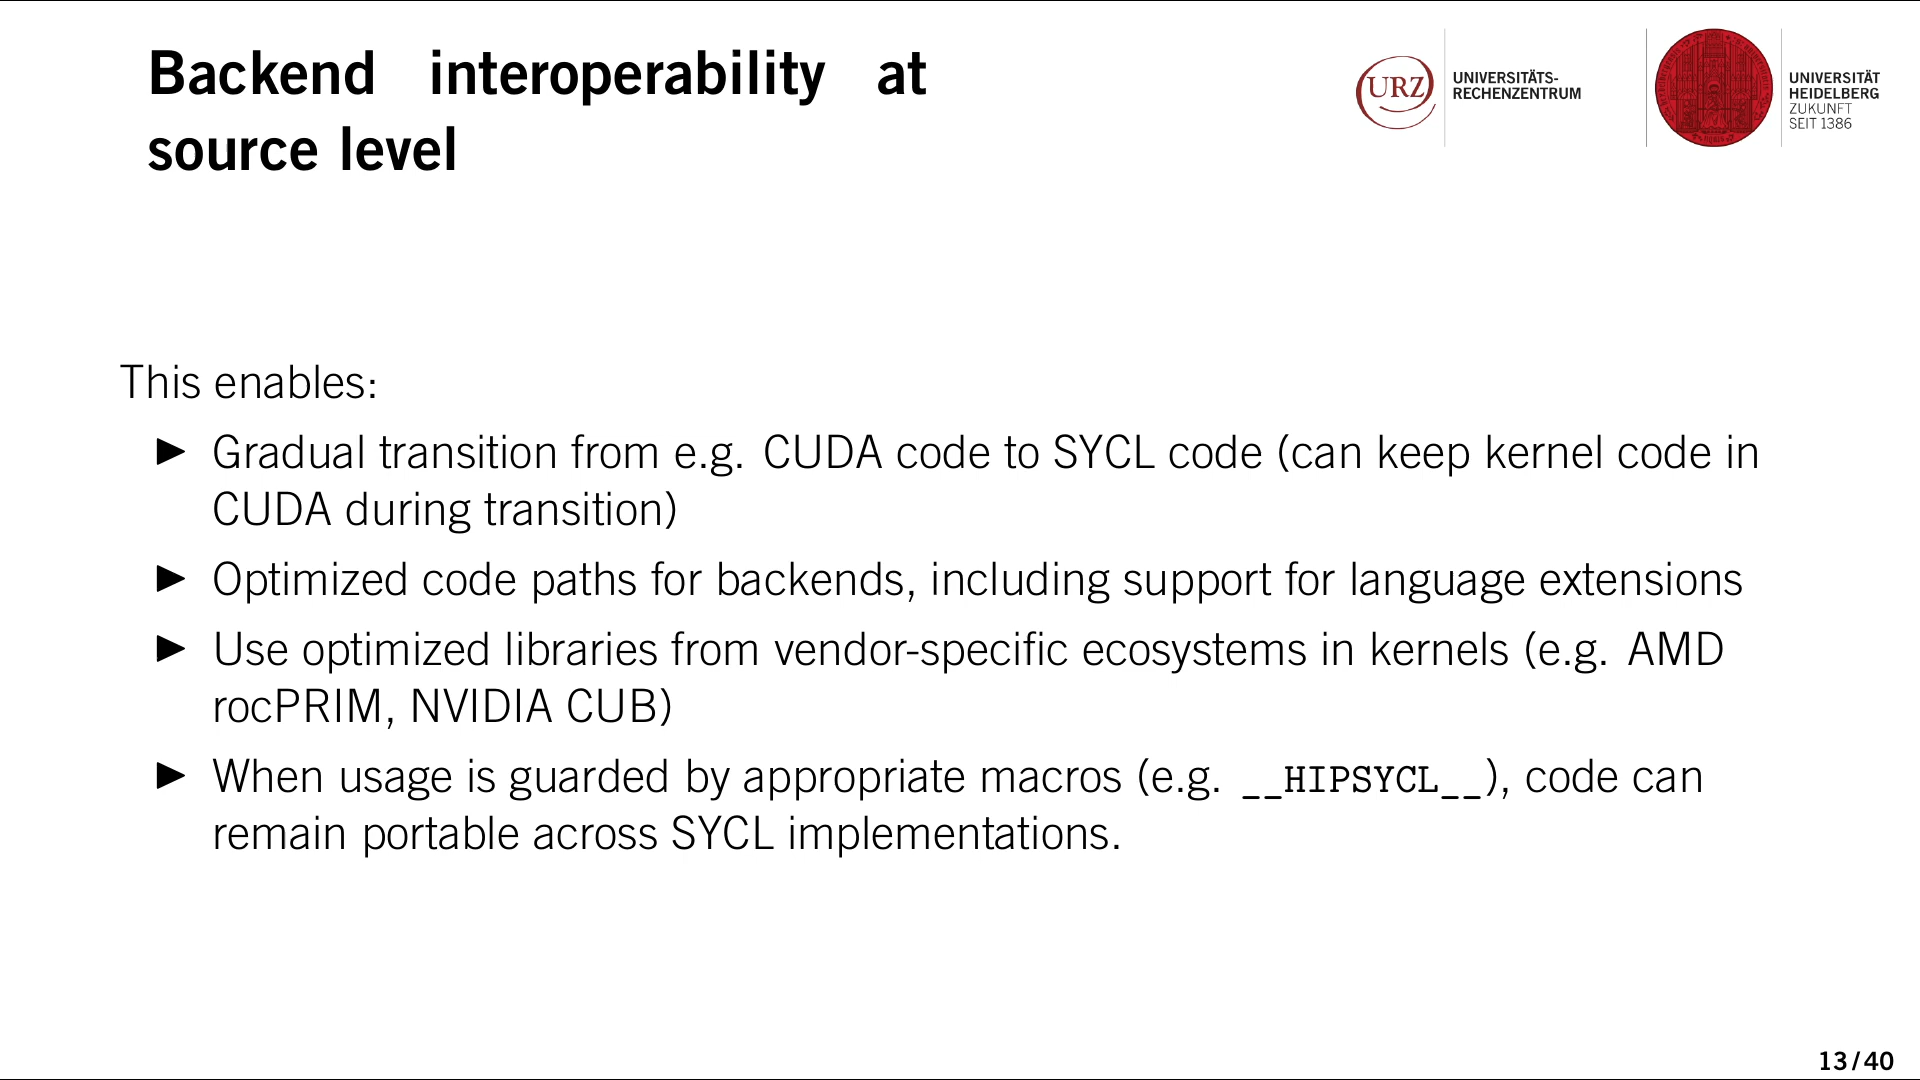 Backend interoperability at
source level
URZ
UNIVERSITÄTS-
RECHENZENTRUM
UNIVERSITÄT
HEIDELBERG
ZUKUNFT
SEIT 1386
This enables:
▶ Gradual transition from e.g. CUDA code to SYCL code (can keep kernel code in
CUDA during transition)
▶ Optimized code paths for backends, including support for language extensions
▶ Use optimized libraries from vendor-specific ecosystems in kernels (e.g. AMD
rocPRIM, NVIDIA CUB)
▶ When usage is guarded by appropriate macros (e.g. __HIPSYCL__), code can
remain portable across SYCL implementations.
13/40